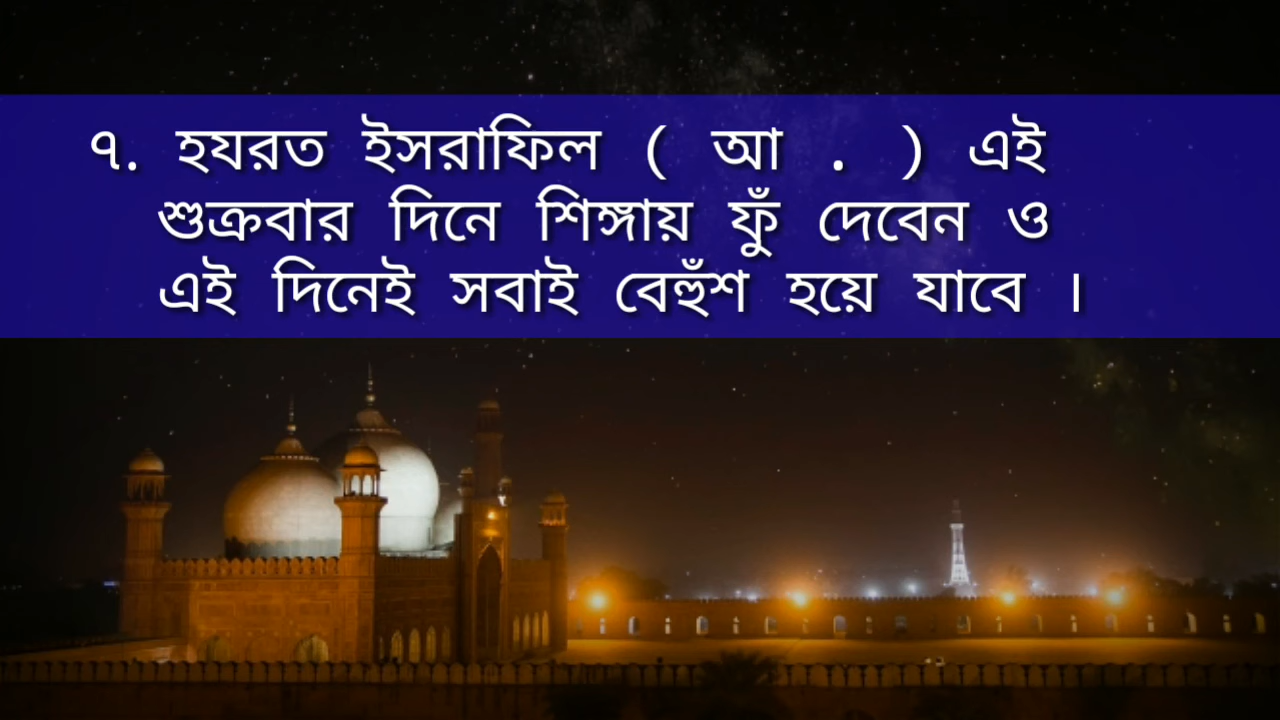 ৭. হযরত ইসরাফিল ( আ . ) এই
শুক্রবার দিনে শিঙ্গায় ফুঁ দেবেন ও
এই দিনেই সবাই বেহুঁশ হয়ে যাবে ।